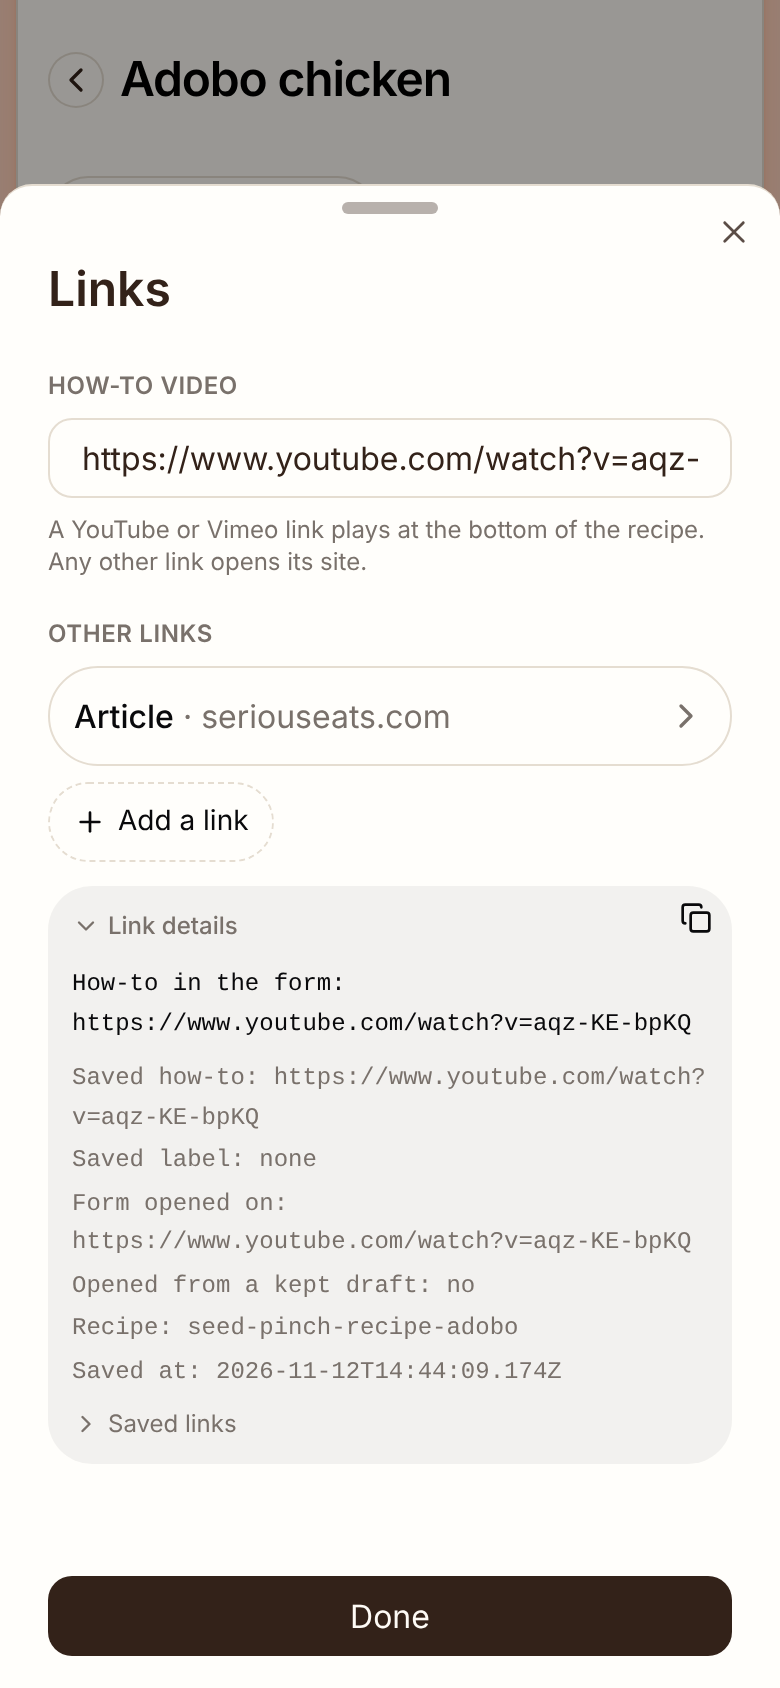 Adobo chicken
Links
HOW-TO VIDEO
https://www.youtube.com/watch?v=aqz-
A YouTube or Vimeo link plays at the bottom of the recipe.
Any other link opens its site.
OTHER LINKS
Article · seriouseats.com
Add a link
Link details
How-to in the form:
https://www.youtube.com/watch?v=aqz-KE-bpKQ
Saved how-to: https://www.youtube.com/watch?
v=aqz-KE-bpKQ
Saved label: none
Form opened on:
https://www.youtube.com/watch?v=aqz-KE-bpKQ
Opened from a kept draft: no
Recipe: seed-pinch-recipe-adobo
Saved at: 2026-11-12T14:44:09.174Z
Saved links
Done